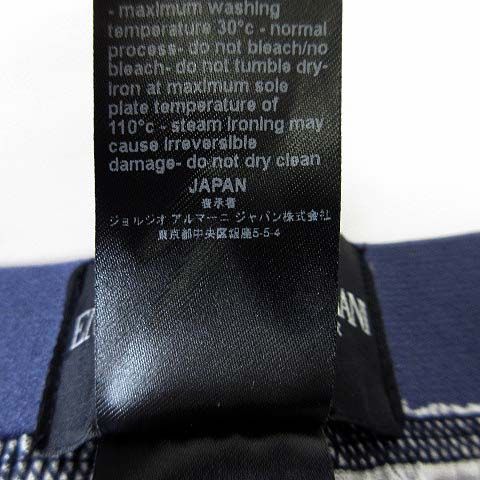 - maximum washing
temperature 30°c - normal
process- do not bleach/no
bleach- do not tumble dry-
iron at maximum sole
plate temperature of
110°c - steam ironing may
cause irreversible
damage- do not dry clean
JAPAN
表示者
ジョルジオ アルマーニ ジャパン株式会社
東京都中央区銀座5-5-4